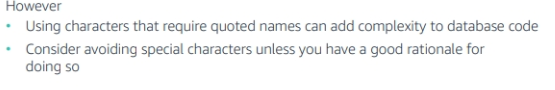 However
• Using characters that require quoted names can add complexity to database code
• Consider avoiding special characters unless you have a good rationale for
doing so